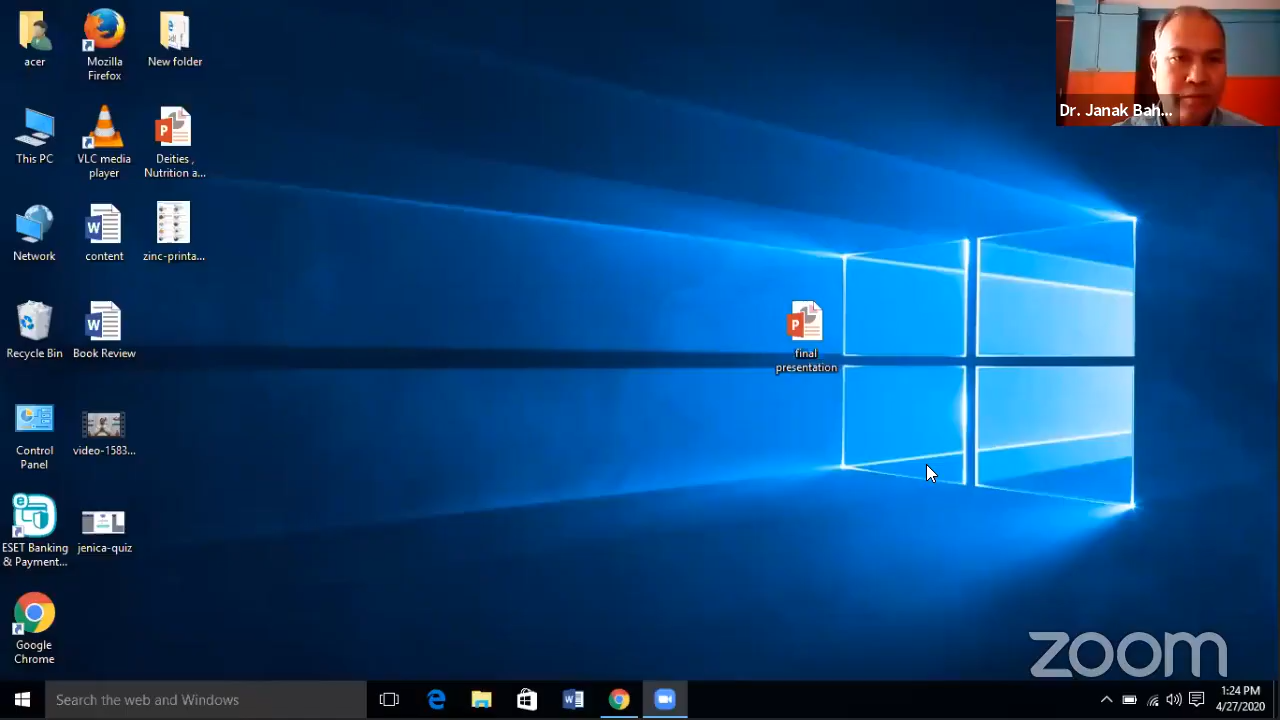 acer
Mozilla
Firefox
New folder
This PC
VLC media
player
Deities ,
Nutrition a...
Network
content
zinc-printa...
Recycle Bin
Book Review
Control
Panel
video-1583...
ESET Banking
& Payment...
jenica-quiz
Google
Chrome
final
presentation
Dr. Janak Bah...
zoom
Search the web and Windows
1:24 PM
4/27/2020